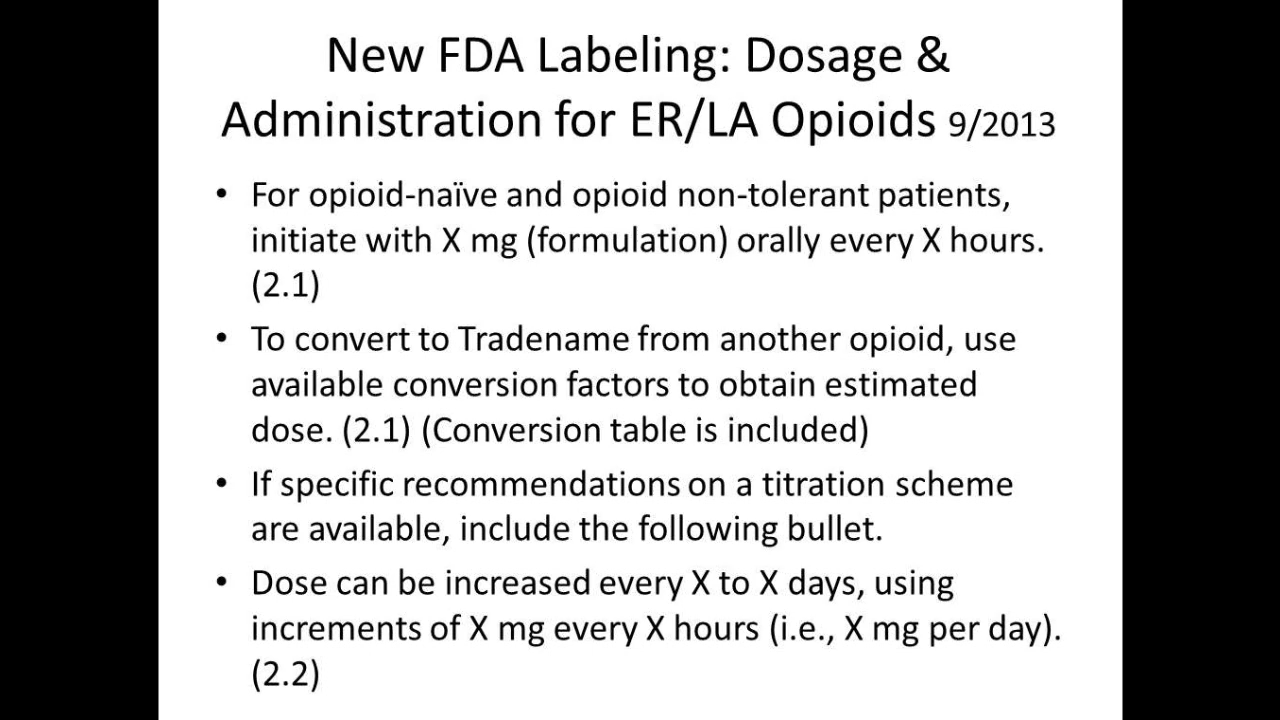 New FDA Labeling: Dosage &
Administration for ER/LA Opioids 9/2013
• For opioid-naïve and opioid non-tolerant patients,
initiate with X mg (formulation) orally every X hours.
(2.1)
• To convert to Tradename from another opioid, use
available conversion factors to obtain estimated
dose. (2.1) (Conversion table is included)
• If specific recommendations on a titration scheme
are available, include the following bullet.
• Dose can be increased every X to X days, using
increments of X mg every X hours (i.e., X mg per day).
(2.2)